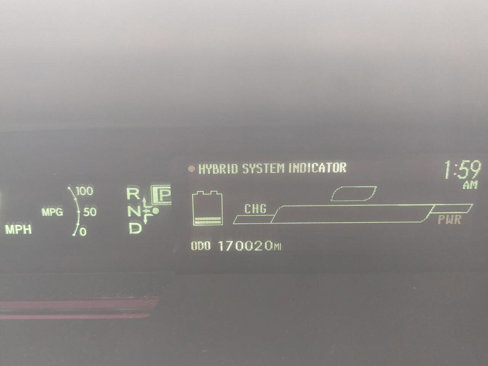 HYBRID SYSTEM INDICATOR
1:59
AM
100
MPG
50
0
MPH
R
P
N
D
CHG
PWR
ODO 170020MI